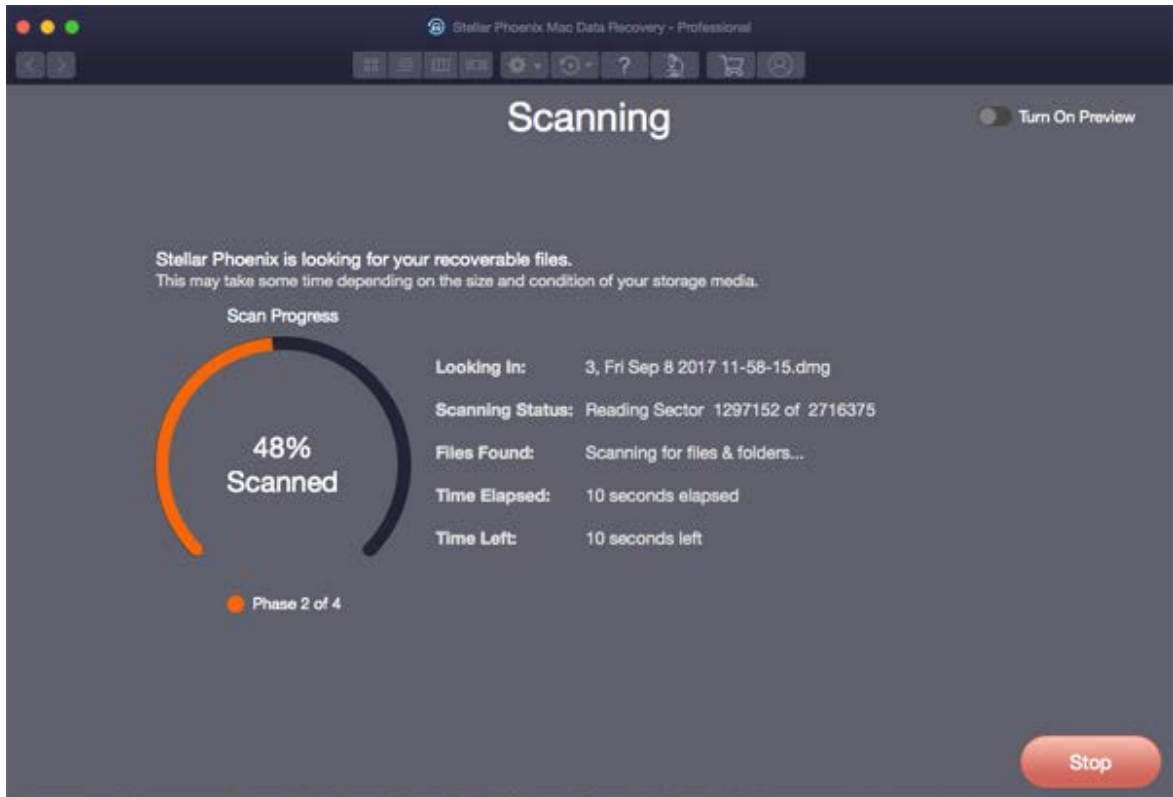 Stellar Phoenix Mac Data Recovery - Professional
?
Scanning
Turn On Preview
Stellar Phoenix is looking for your recoverable files.
This may take some time depending on the size and condition of your storage media.
Scan Progress
48%
Scanned
Phase 2 of 4
Looking In: 3, Fri Sep 8 2017 11-58-15.dmg
Scanning Status: Reading Sector 1297152 of 2716375
Files Found: Scanning for files & folders...
Time Elapsed: 10 seconds elapsed
Time Left: 10 seconds left
Stop